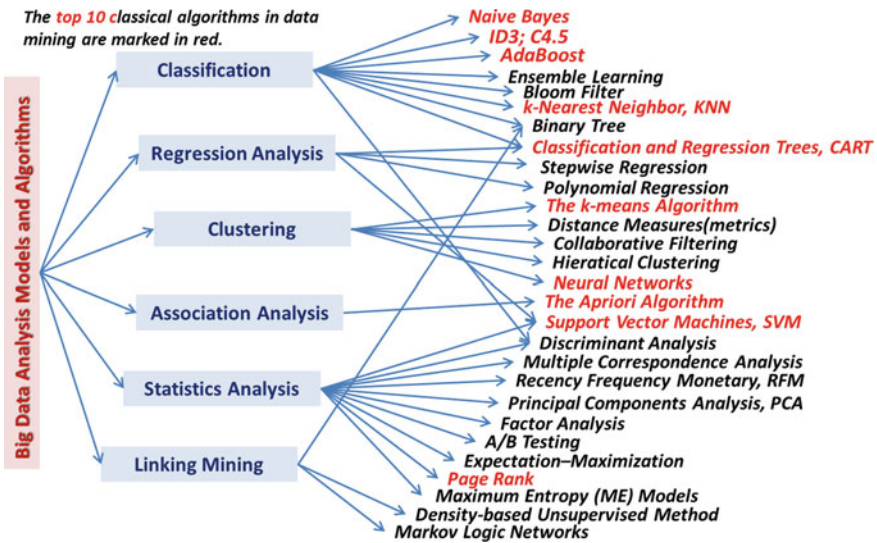 The top 10 classical algorithms in data
mining are marked in red.
Big Data Analysis Models and Algorithms
Classification
Regression Analysis
Clustering
Association Analysis
Statistics Analysis
Linking Mining
Naive Bayes
ID3; C4.5
AdaBoost
Ensemble Learning
Bloom Filter
k-Nearest Neighbor, KNN
Binary Tree
Classification and Regression Trees, CART
Stepwise Regression
Polynomial Regression
The k-means Algorithm
Distance Measures(metrics)
Collaborative Filtering
Hieratical Clustering
Neural Networks
The Apriori Algorithm
Support Vector Machines, SVM
Discriminant Analysis
Multiple Correspondence Analysis
Recency Frequency Monetary, RFM
Principal Components Analysis, PCA
Factor Analysis
A/B Testing
Expectation–Maximization
Page Rank
Maximum Entropy (ME) Models
Density-based Unsupervised Method
Markov Logic Networks